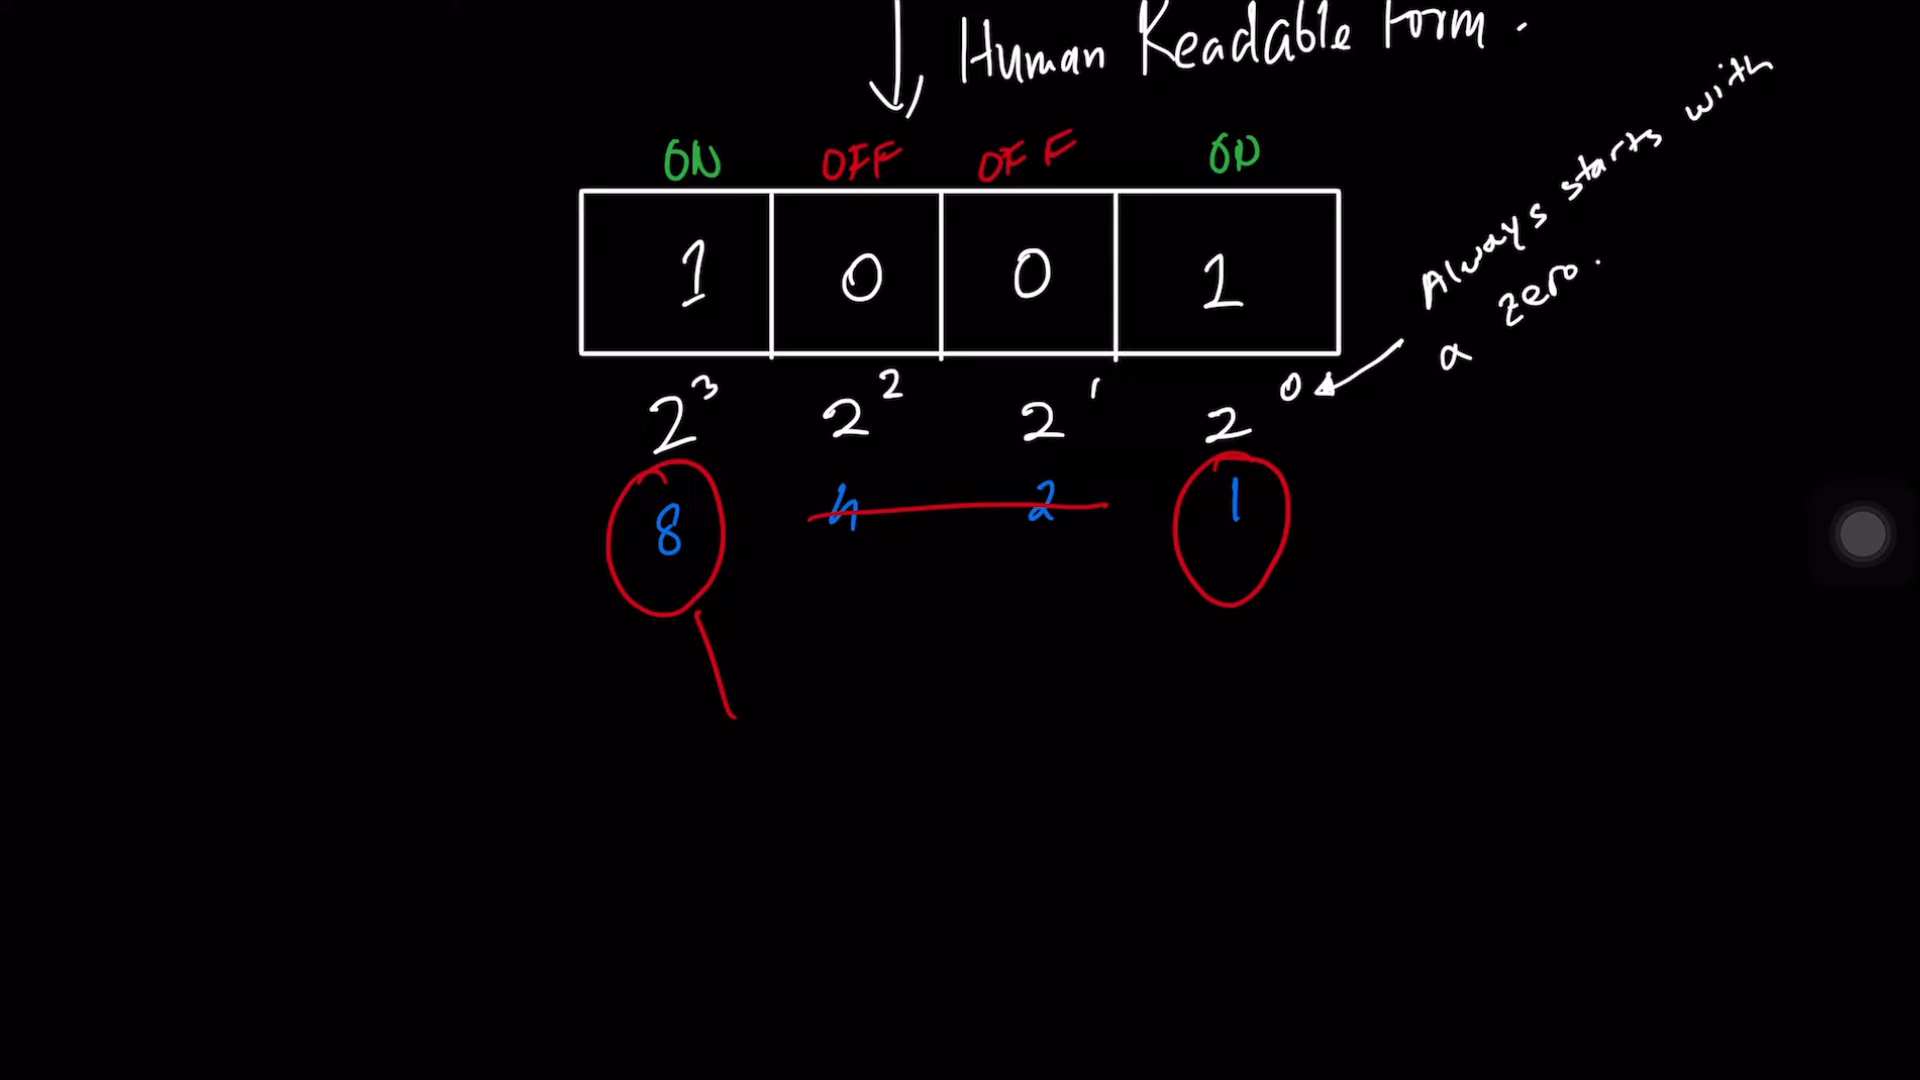 Human Readable Form.
ON OFF OFF ON
1 0 0 1
2³ 2² 2¹ 2⁰
8 4 2 1
Always starts with
a zero.